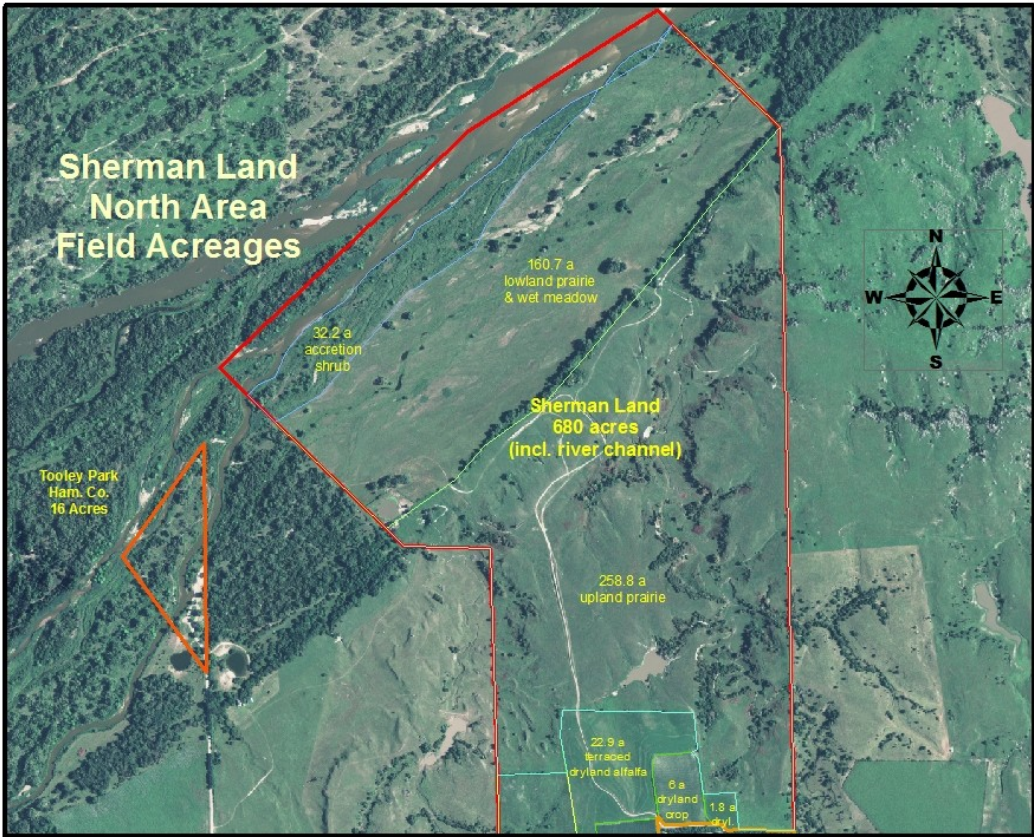 Sherman Land
North Area
Field Acreages
N
W
E
S
160.7 a
lowland prairie
& wet meadow
32.2 a
accretion
shrub
Sherman Land
680 acres
(incl. river channel)
Tooley Park
Ham. Co.
16 Acres
258.8 a
upland prairie
22.9 a
terraced
dryland alfalfa
6 a
dryland
crop
1.8 a
dryl.